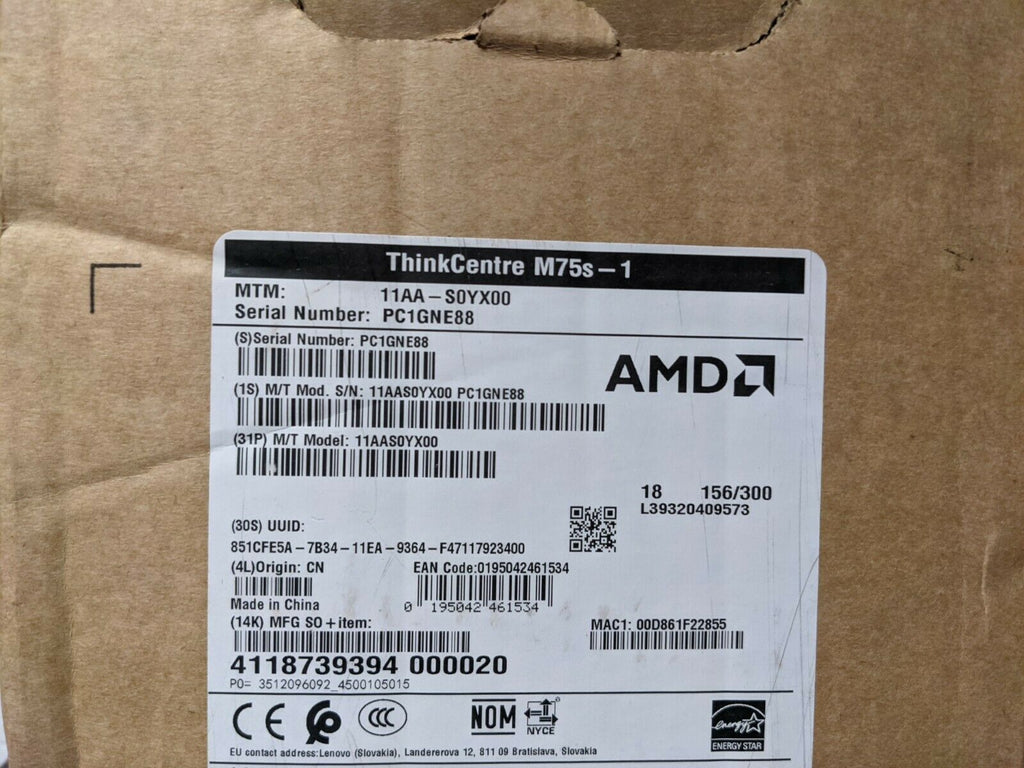 ThinkCentre M75s-1
MTM: 11AA-S0YX00
Serial Number: PC1GNE88
(S)Serial Number: PC1GNE88
AMD
(1S) M/T Mod. S/N: 11AAS0YX00 PC1GNE88
(31P) M/T Model: 11AAS0YX00
18 156/300
L39320409573
(30S) UUID:
851CFE5A-7B34-11EA-9364-F47117923400
(4L)Origin: CN EAN Code:0195042461534
Made in China 0 195042 461534
(14K) MFG SO+item: MAC1: 00D861F22855
4118739394 000020
PO= 3512096092_4500105015
CE CCC NOM NYCE energy ENERGY STAR
EU contact address:Lenovo (Slovakia), Landererova 12, 811 09 Bratislava, Slovakia